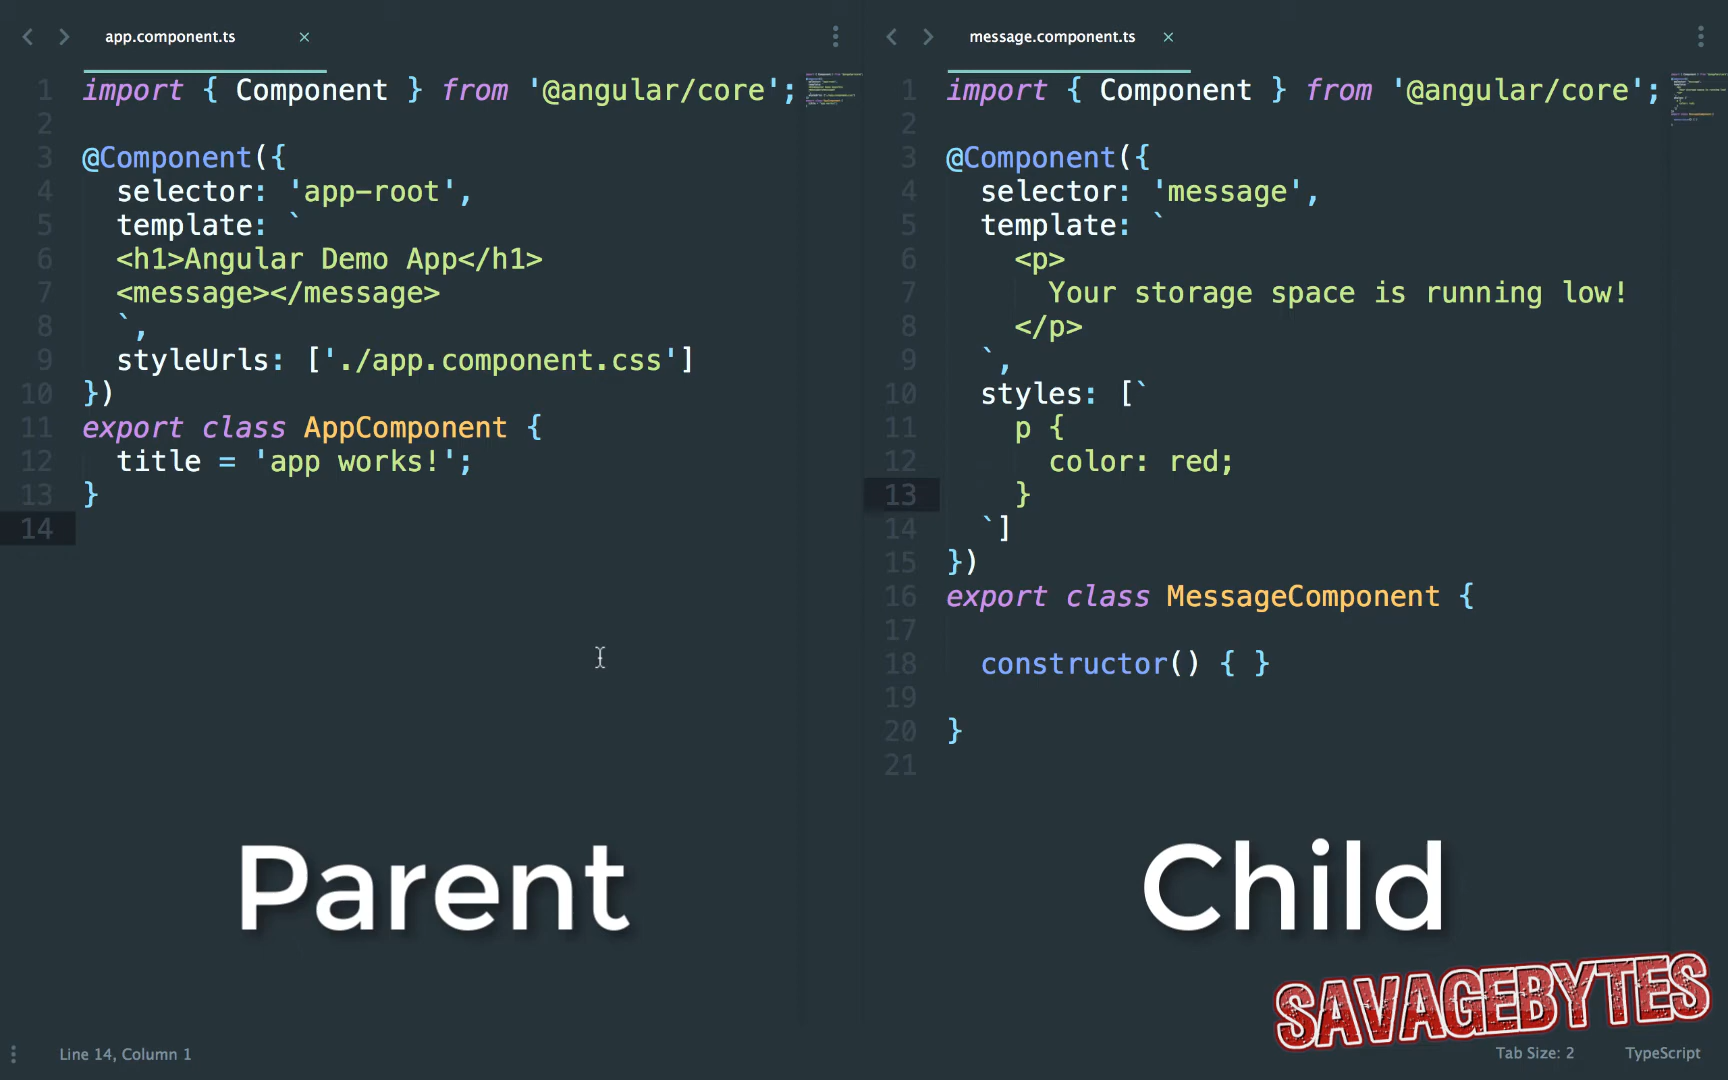 app.component.ts ×
1 import { Component } from '@angular/core';
2
3 @Component({
4   selector: 'app-root',
5   template: `
6   <h1>Angular Demo App</h1>
7   <message></message>
8   `,
9   styleUrls: ['./app.component.css']
10 })
11 export class AppComponent {
12   title = 'app works!';
13 }
14
Parent
Line 14, Column 1
message.component.ts ×
1 import { Component } from '@angular/core';
2
3 @Component({
4   selector: 'message',
5   template: `
6     <p>
7       Your storage space is running low!
8     </p>
9   `,
10   styles: [`
11     p {
12       color: red;
13     }
14   `]
15 })
16 export class MessageComponent {
17
18   constructor() { }
19
20 }
21
Child
SAVAGEBYTES
Tab Size: 2 TypeScript